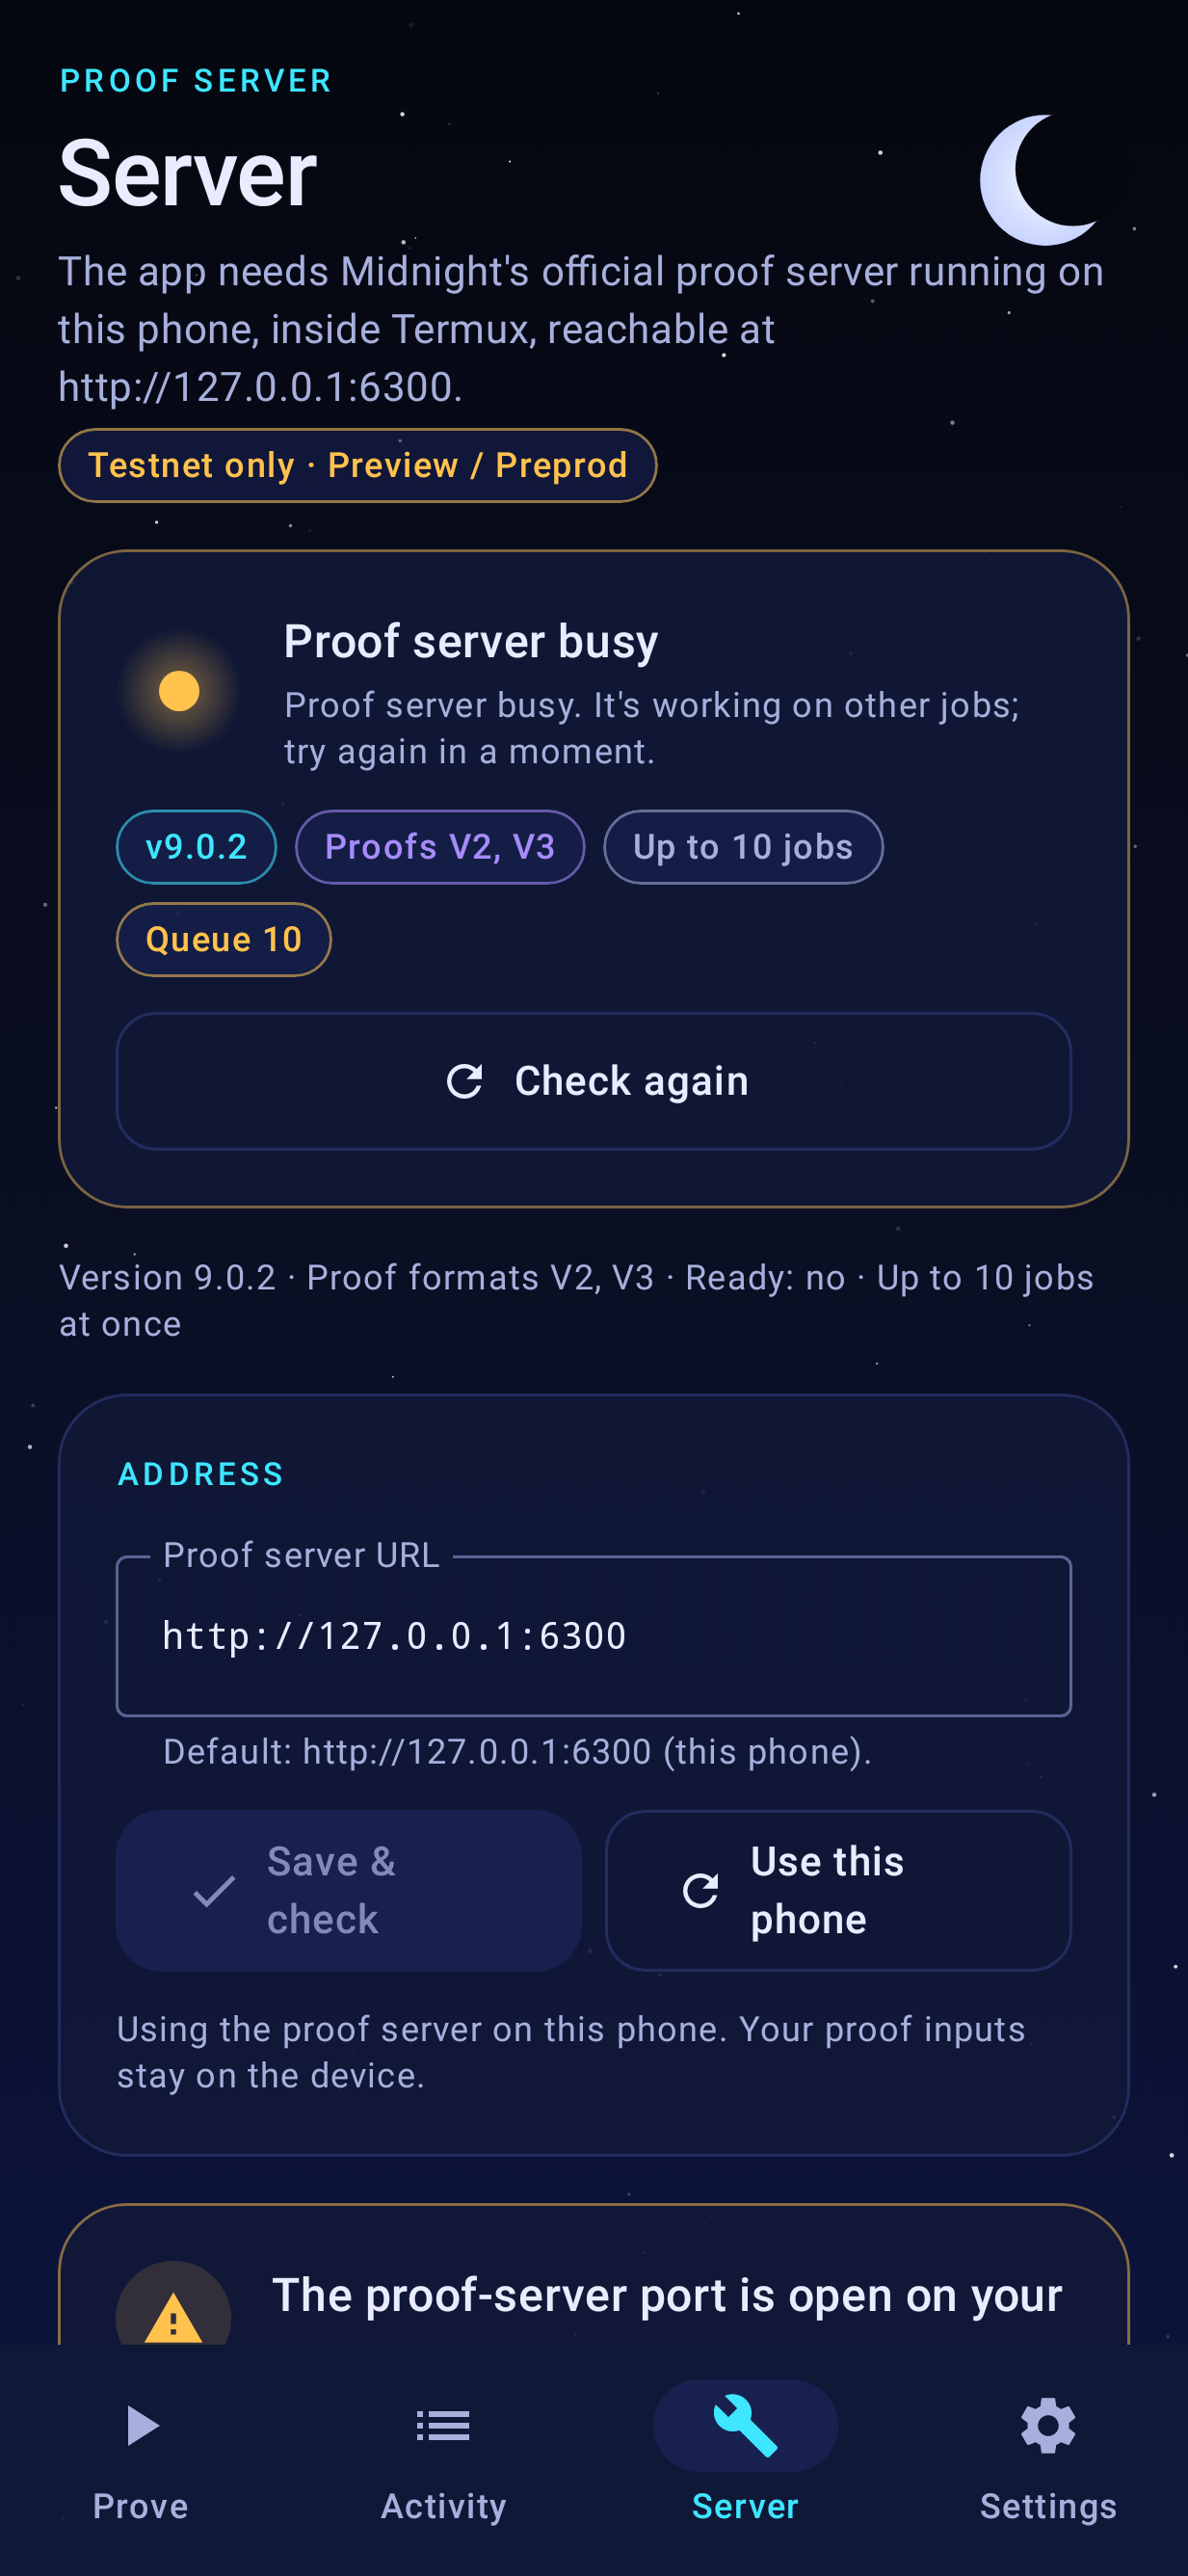 PROOF SERVER
Server
The app needs Midnight's official proof server running on
this phone, inside Termux, reachable at
http://127.0.0.1:6300.
Testnet only · Preview / Preprod
Proof server busy
Proof server busy. It's working on other jobs;
try again in a moment.
v9.0.2
Proofs V2, V3
Up to 10 jobs
Queue 10
Check again
Version 9.0.2 · Proof formats V2, V3 · Ready: no · Up to 10 jobs
at once
ADDRESS
Proof server URL
http://127.0.0.1:6300
Default: http://127.0.0.1:6300 (this phone).
Save &
check
Use this
phone
Using the proof server on this phone. Your proof inputs
stay on the device.
The proof-server port is open on your
Prove
Activity
Server
Settings